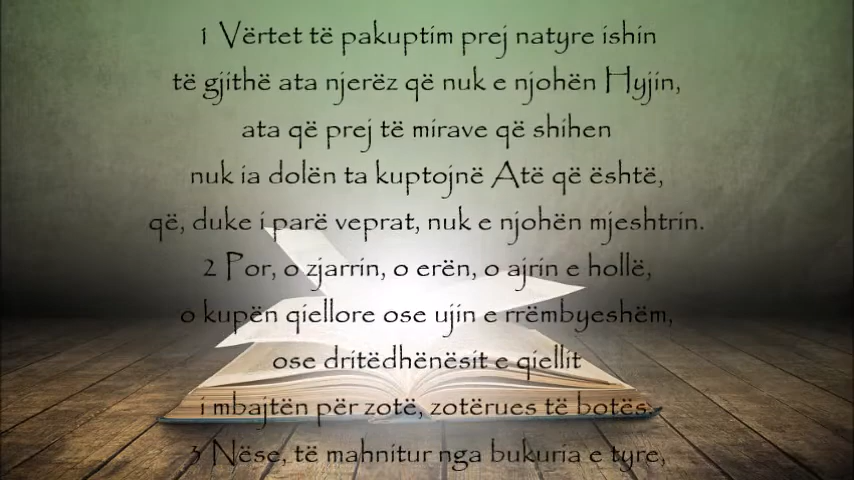 1 Vërtet të pakuptim prej natyre ishin
të gjithë ata njerëz që nuk e njohën Hyjin,
ata që prej të mirave që shihen
nuk ia dolën ta kuptojnë Atë që është,
që, duke i parë veprat, nuk e njohën mjeshtrin.
2 Por, o zjarrin, o erën, o ajrin e hollë,
o kupën qiellore ose ujin e rrëmbyeshëm,
ose dritëdhënësit e qiellit
i mbajtën për zotë, zotërues të botës.
3 Nëse, të mahnitur nga bukuria e tyre,